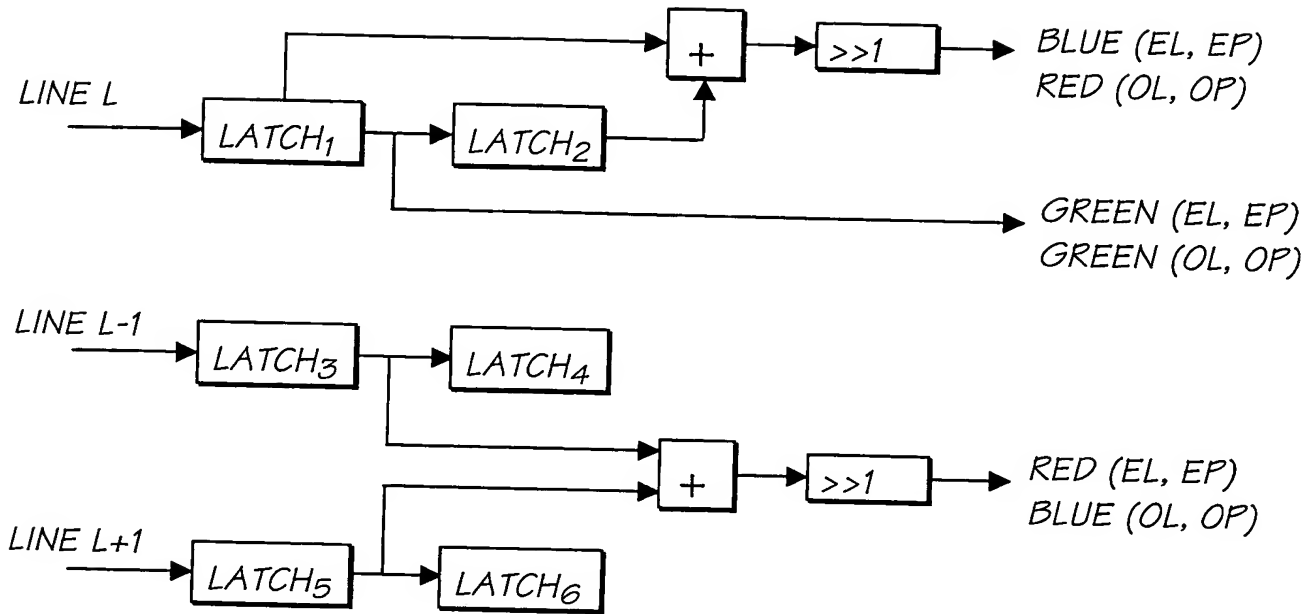 LINE L
LATCH1
LATCH2
+
>>1
BLUE (EL, EP)
RED (OL, OP)
GREEN (EL, EP)
GREEN (OL, OP)
LINE L-1
LATCH3
LATCH4
+
>>1
RED (EL, EP)
BLUE (OL, OP)
LINE L+1
LATCH5
LATCH6